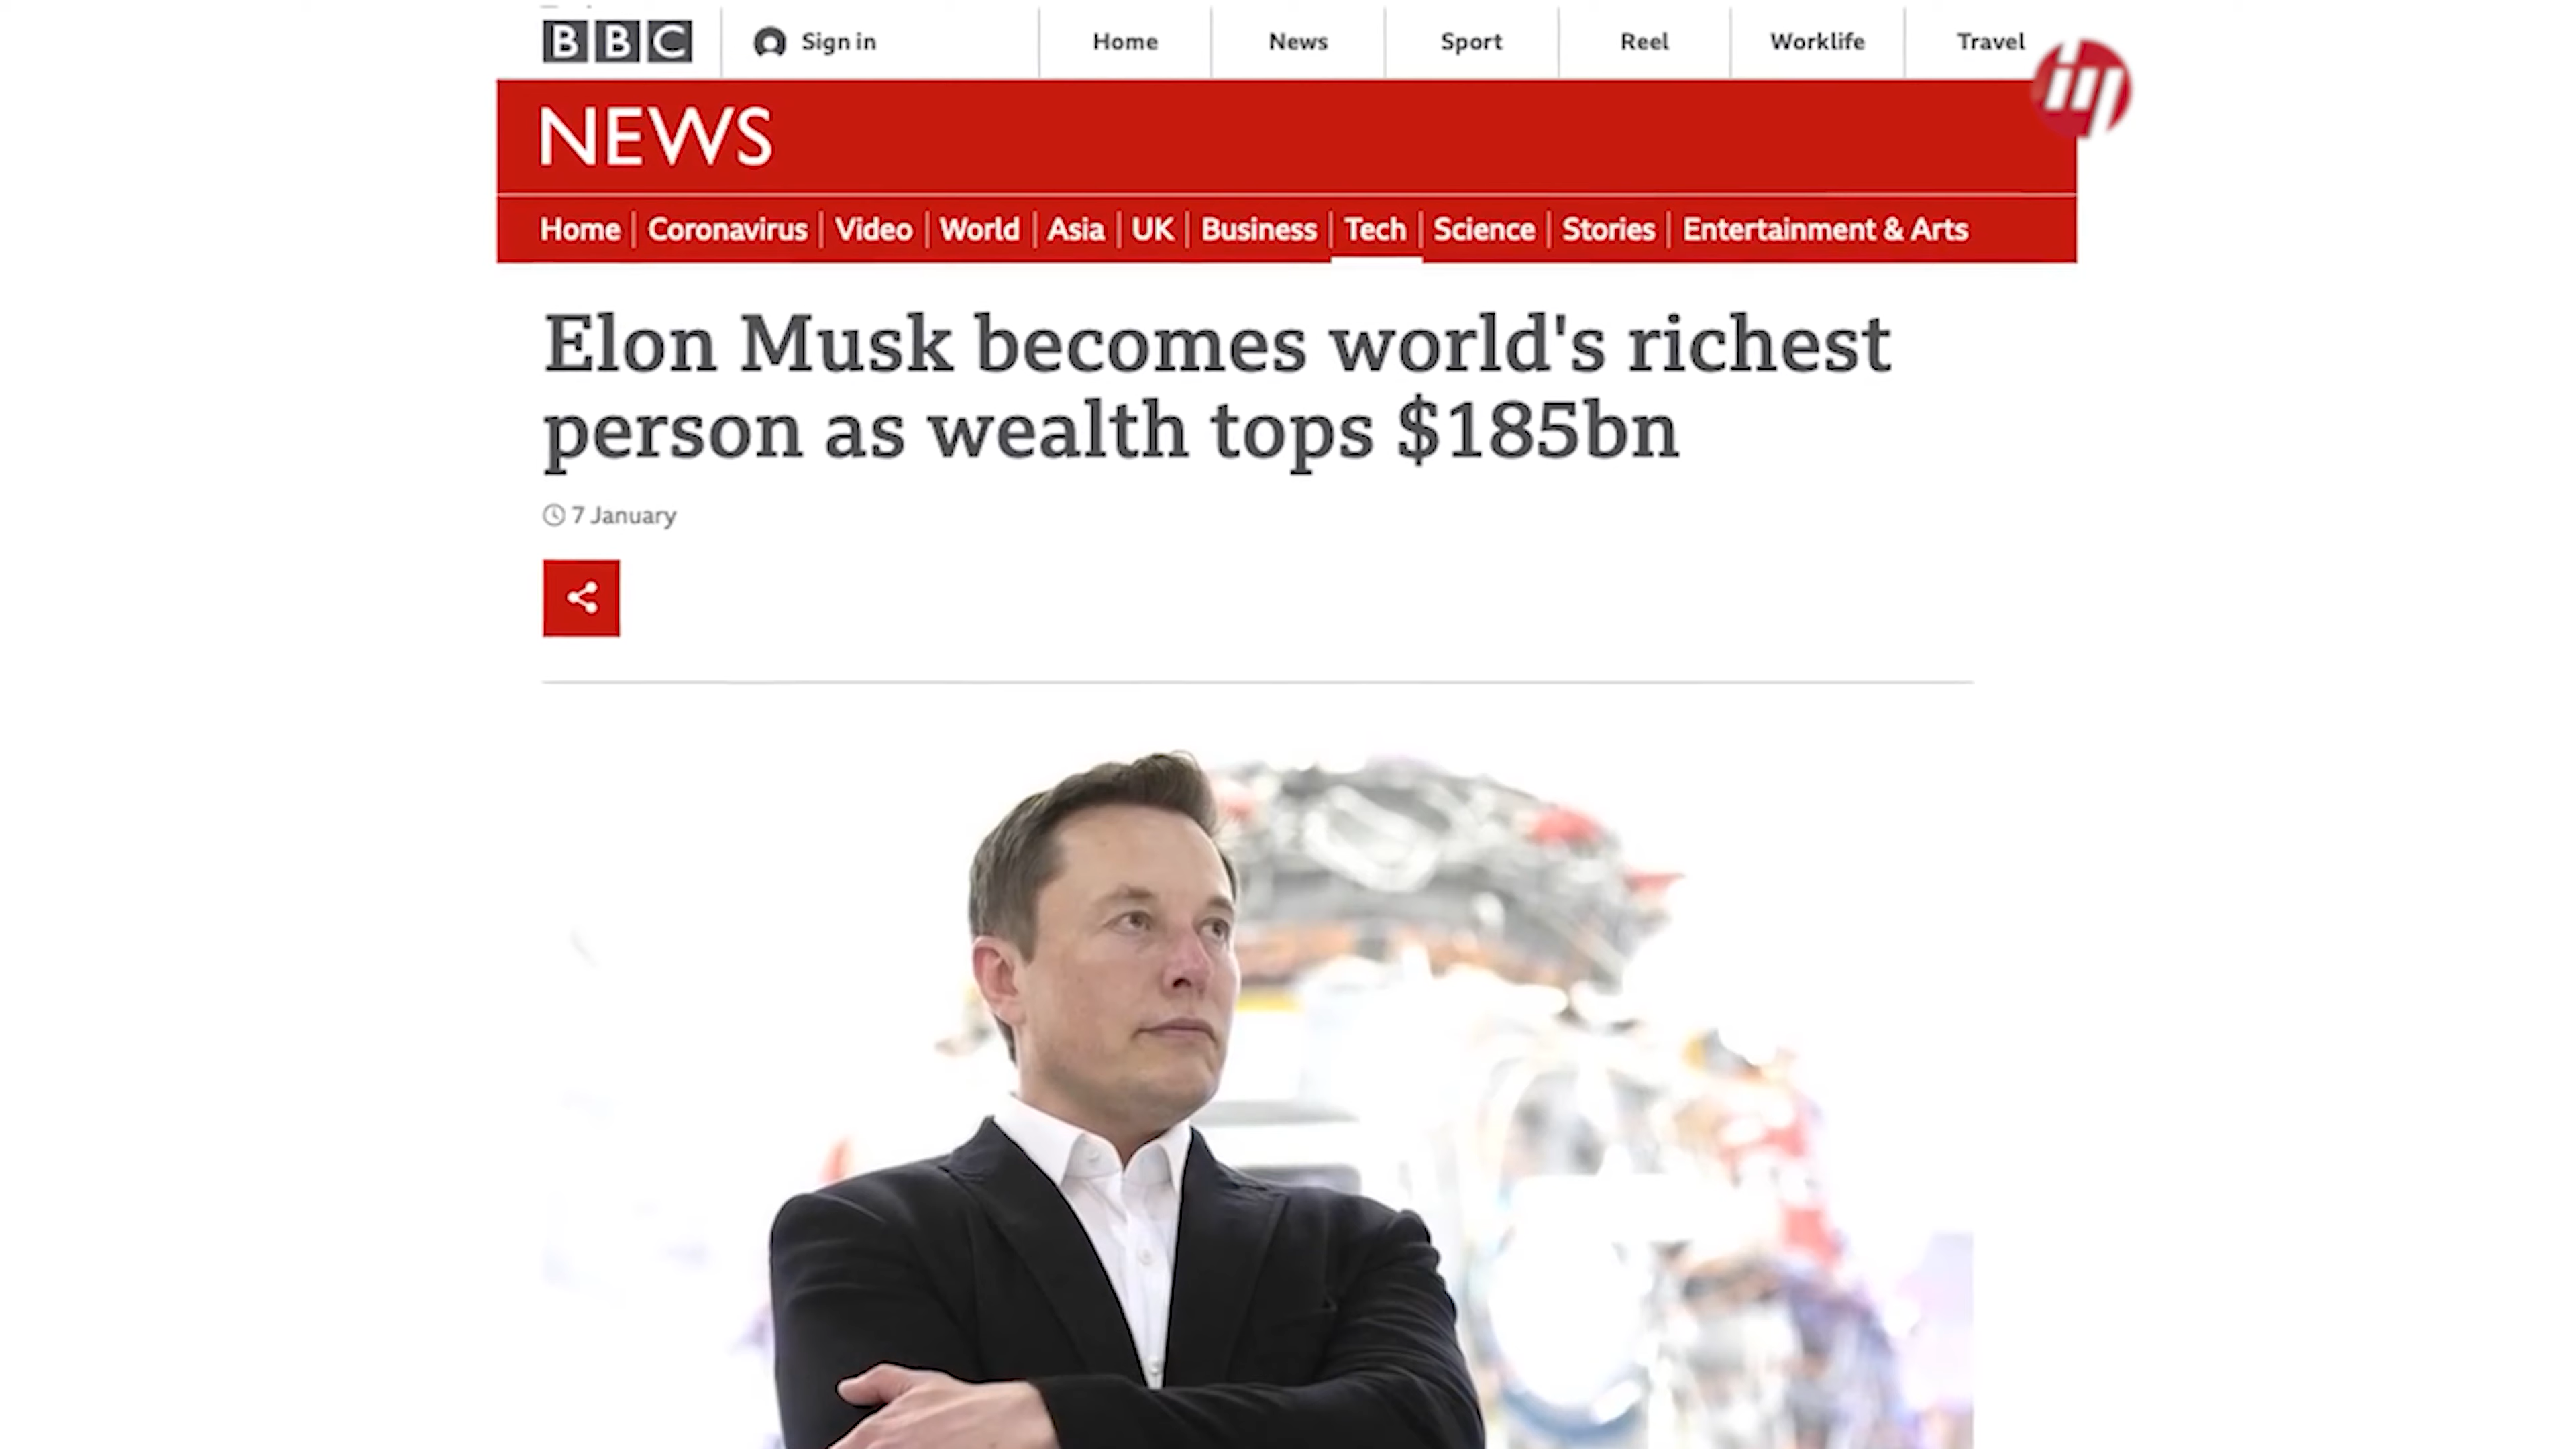 BBC
Sign in
Home
News
Sport
Reel
Worklife
Travel
NEWS
Home
Coronavirus
Video
World
Asia
UK
Business
Tech
Science
Stories
Entertainment & Arts
Elon Musk becomes world's richest
person as wealth tops $185bn
7 January